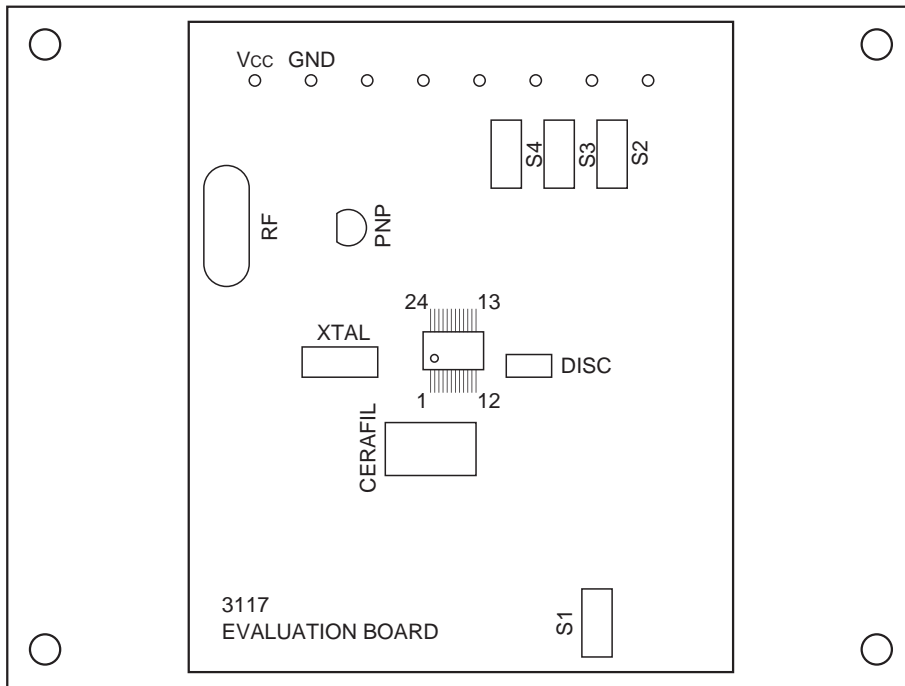 VCC GND
S4 S3 S2
RF
PNP
24 13
XTAL
DISC
1 12
CERAFIL
3117
EVALUATION BOARD
S1